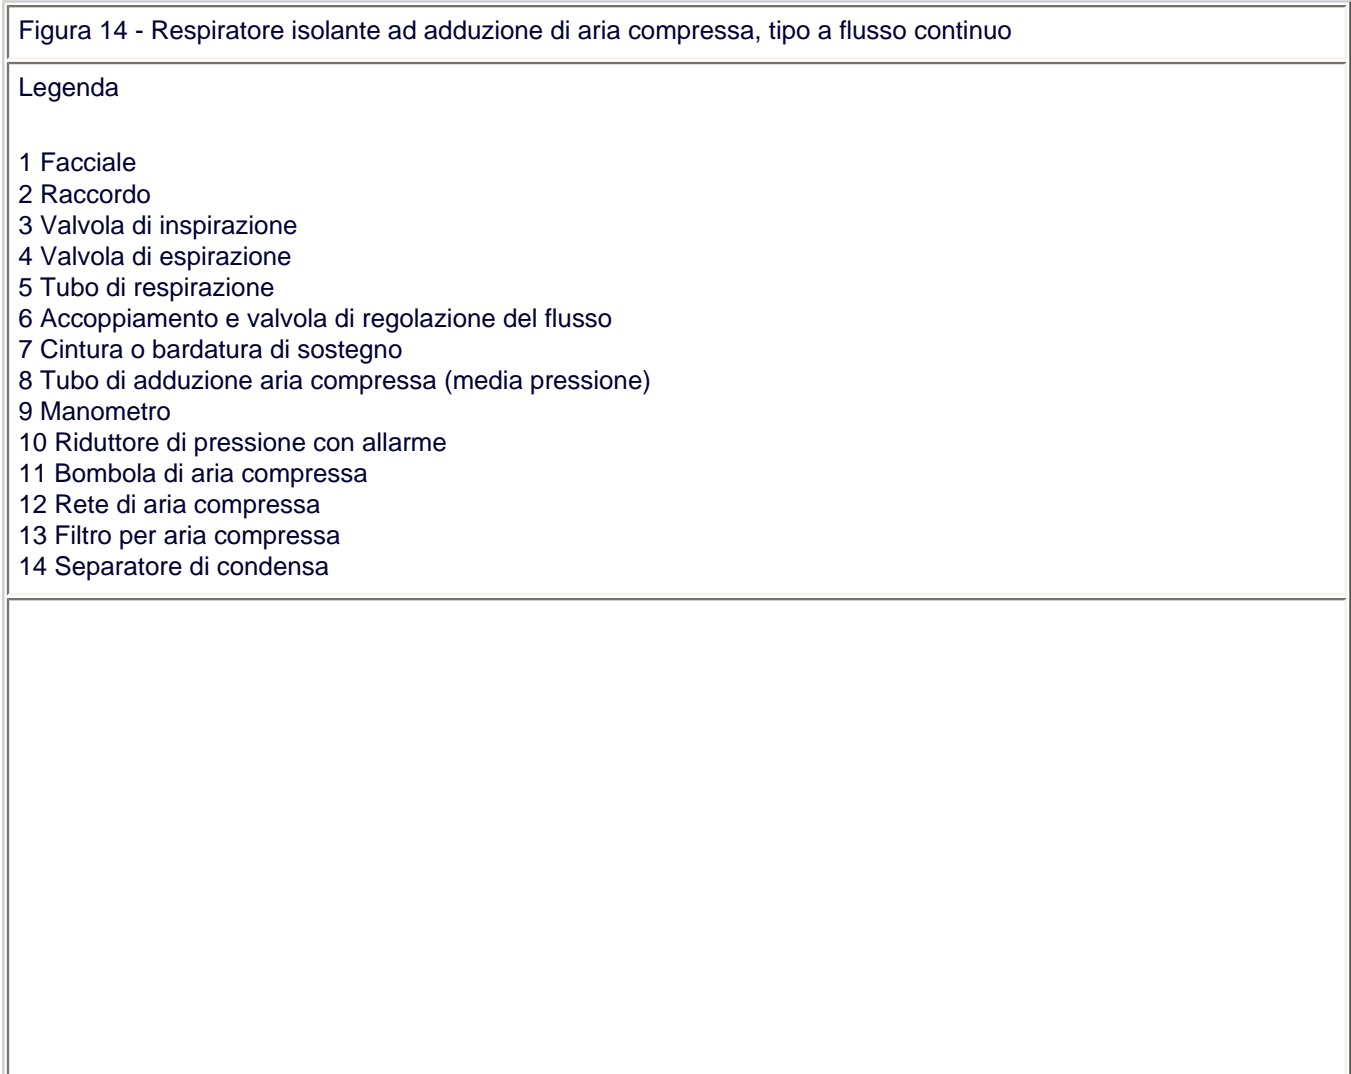 Figura 14 - Respiratore isolante ad adduzione di aria compressa, tipo a flusso continuo
Legenda
1 Facciale
2 Raccordo
3 Valvola di inspirazione
4 Valvola di espirazione
5 Tubo di respirazione
6 Accoppiamento e valvola di regolazione del flusso
7 Cintura o bardatura di sostegno
8 Tubo di adduzione aria compressa (media pressione)
9 Manometro
10 Riduttore di pressione con allarme
11 Bombola di aria compressa
12 Rete di aria compressa
13 Filtro per aria compressa
14 Separatore di condensa